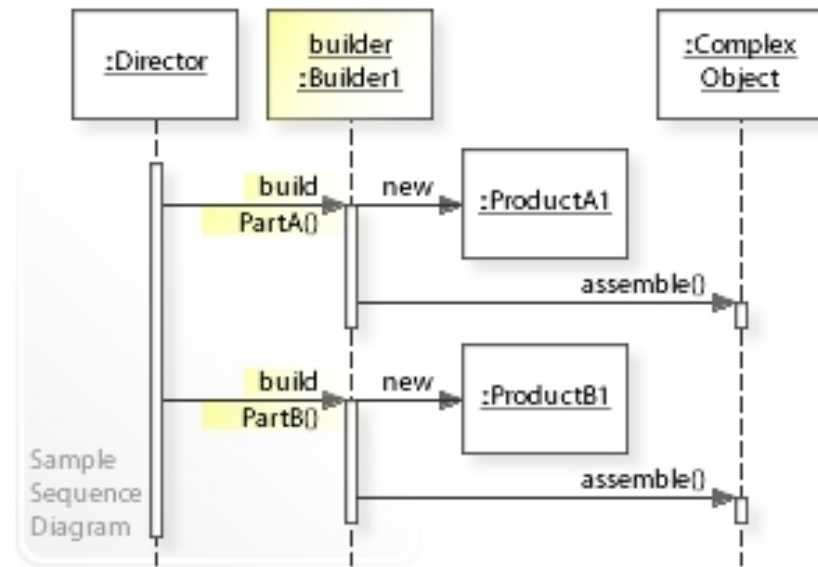 :Director
builder
:Builder1
:Complex
Object
build
PartA()
new
:ProductA1
assemble()
build
PartB()
new
:ProductB1
assemble()
Sample
Sequence
Diagram